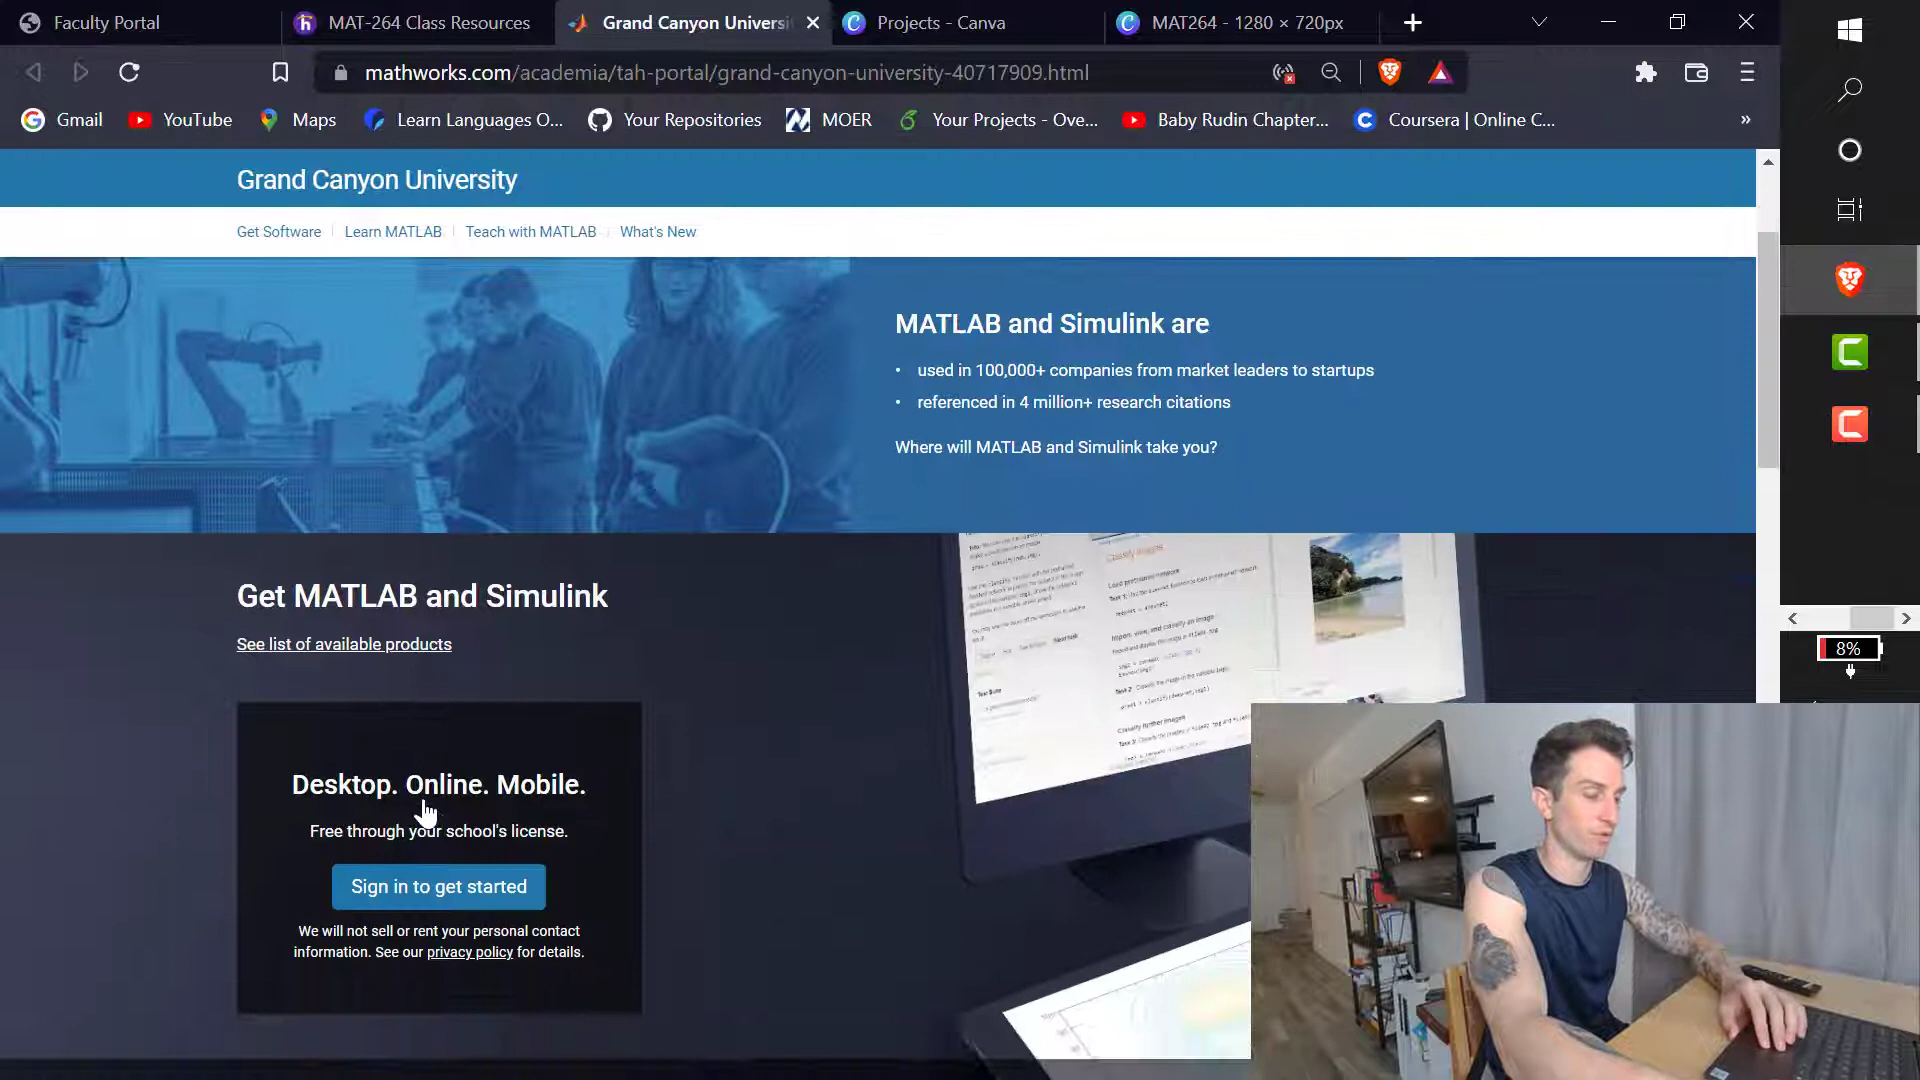 Faculty Portal
MAT-264 Class Resources
Grand Canyon Universi
Projects - Canva
MAT264 - 1280 × 720px
mathworks.com/academia/tah-portal/grand-canyon-university-40717909.html
Gmail
YouTube
Maps
Learn Languages O...
Your Repositories
MOER
Your Projects - Ove...
Baby Rudin Chapter...
Coursera | Online C...
»
Grand Canyon University
Get Software
Learn MATLAB
Teach with MATLAB
What's New
MATLAB and Simulink are
• used in 100,000+ companies from market leaders to startups
• referenced in 4 million+ research citations
Where will MATLAB and Simulink take you?
Get MATLAB and Simulink
See list of available products
Desktop. Online. Mobile.
Free through your school's license.
Sign in to get started
We will not sell or rent your personal contact
information. See our privacy policy for details.
8%